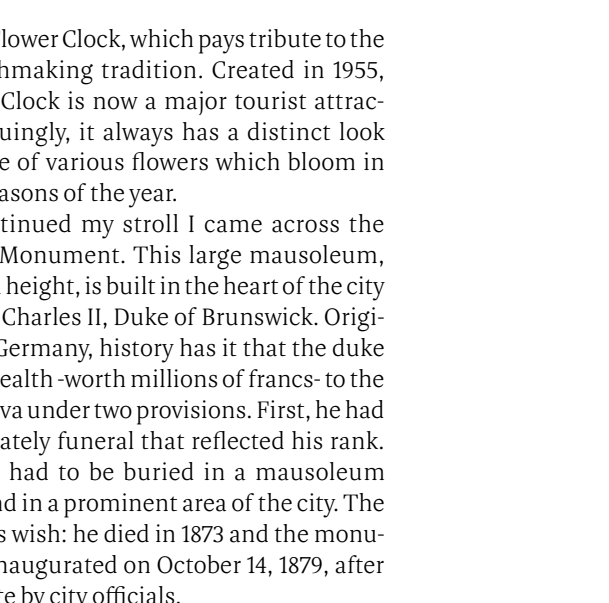 lower Clock, which pays tribute to the
hmaking tradition. Created in 1955,
Clock is now a major tourist attrac-
uingly, it always has a distinct look
e of various flowers which bloom in
asons of the year.
tinued my stroll I came across the
Monument. This large mausoleum,
height, is built in the heart of the city
Charles II, Duke of Brunswick. Origi-
Germany, history has it that the duke
ealth -worth millions of francs- to the
va under two provisions. First, he had
ately funeral that reflected his rank.
had to be buried in a mausoleum
nd in a prominent area of the city. The
s wish: he died in 1873 and the monu-
naugurated on October 14, 1879, after
te by city officials.